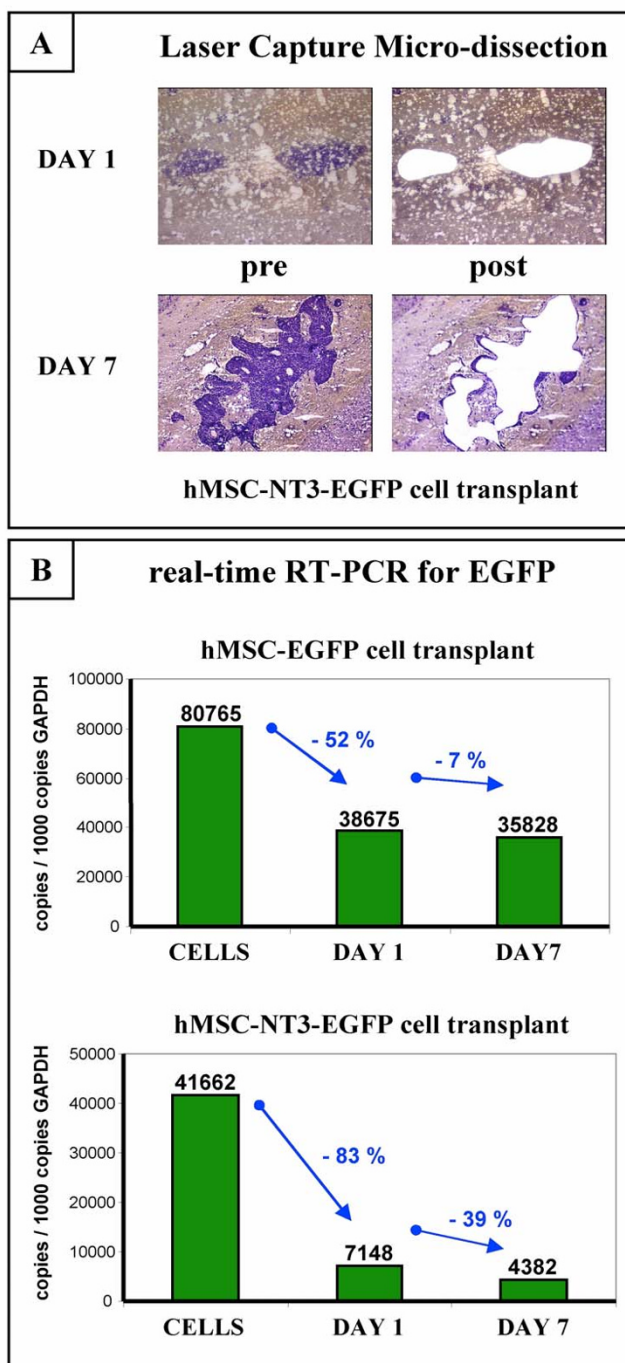 A
Laser Capture Micro-dissection
DAY 1
pre
post
DAY 7
hMSC-NT3-EGFP cell transplant
B
real-time RT-PCR for EGFP
hMSC-EGFP cell transplant
copies / 1000 copies GAPDH
100000
80000
60000
40000
20000
0
80765
- 52 %
38675
- 7 %
35828
CELLS
DAY 1
DAY7
hMSC-NT3-EGFP cell transplant
copies / 1000 copies GAPDH
50000
40000
30000
20000
10000
0
41662
- 83 %
7148
- 39 %
4382
CELLS
DAY 1
DAY 7